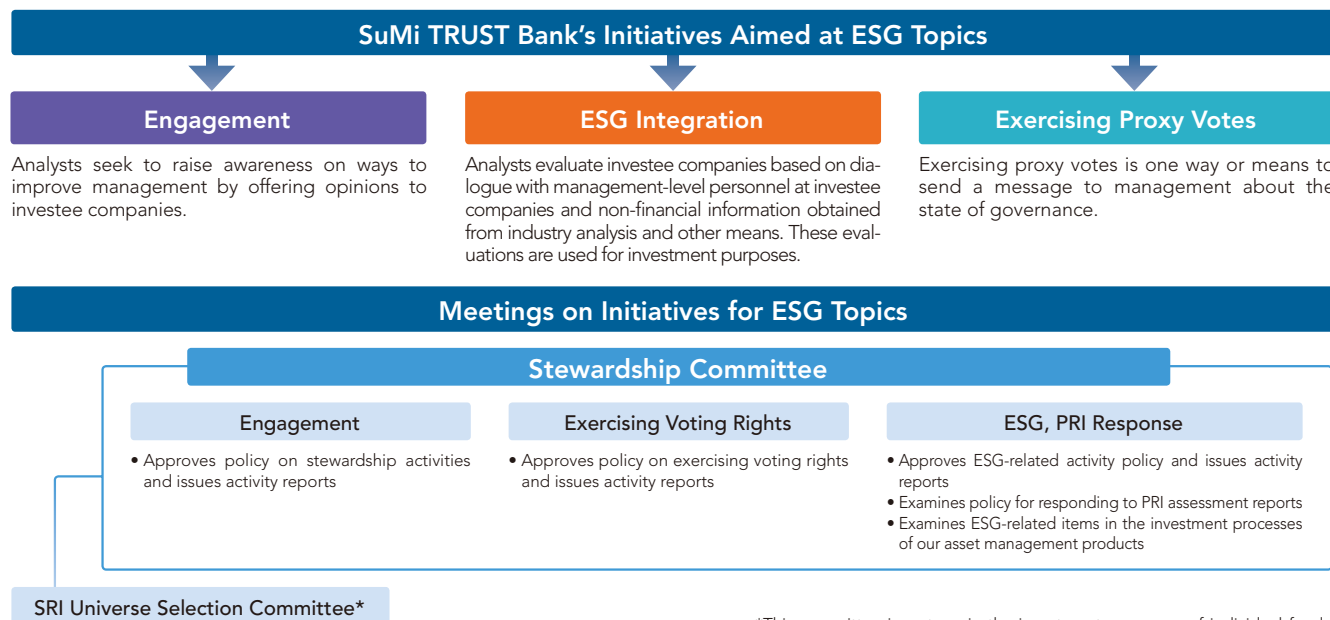 SuMi TRUST Bank's Initiatives Aimed at ESG Topics
Engagement
Analysts seek to raise awareness on ways to
improve management by offering opinions to
investee companies.
ESG Integration
Analysts evaluate investee companies based on dia-
logue with management-level personnel at investee
companies and non-financial information obtained
from industry analysis and other means. These eval-
uations are used for investment purposes.
Exercising Proxy Votes
Exercising proxy votes is one way or means to
send a message to management about the
state of governance.
Meetings on Initiatives for ESG Topics
Stewardship Committee
Engagement
• Approves policy on stewardship activities
and issues activity reports
Exercising Voting Rights
• Approves policy on exercising voting rights
and issues activity reports
ESG, PRI Response
• Approves ESG-related activity policy and issues activity
reports
• Examines policy for responding to PRI assessment reports
• Examines ESG-related items in the investment processes
of our asset management products
SRI Universe Selection Committee*